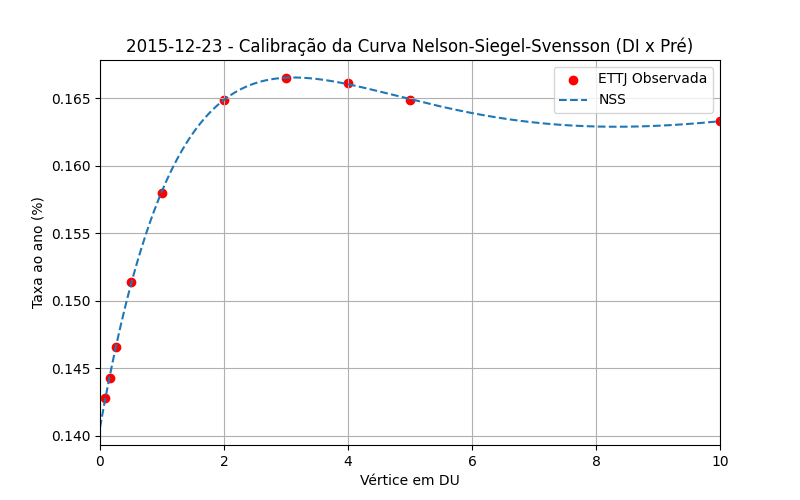 2015-12-23 - Calibração da Curva Nelson-Siegel-Svensson (DI x Pré)
ETTJ Observada
NSS
Taxa ao ano (%)
0.165
0.160
0.155
0.150
0.145
0.140
0
2
4
6
8
10
Vértice em DU